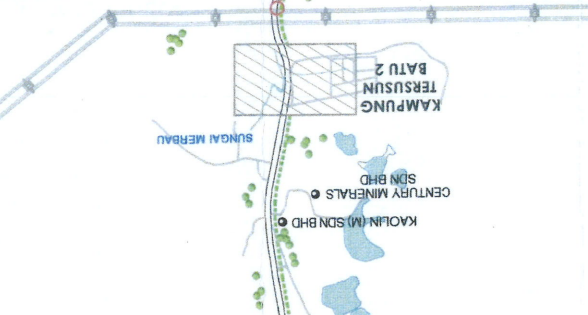 KAOLIN (M) SDN BHD
CENTURY MINERALS
SDN BHD
SUNGAI MERBAU
KAMPUNG
TERSUSUN
BATU 2